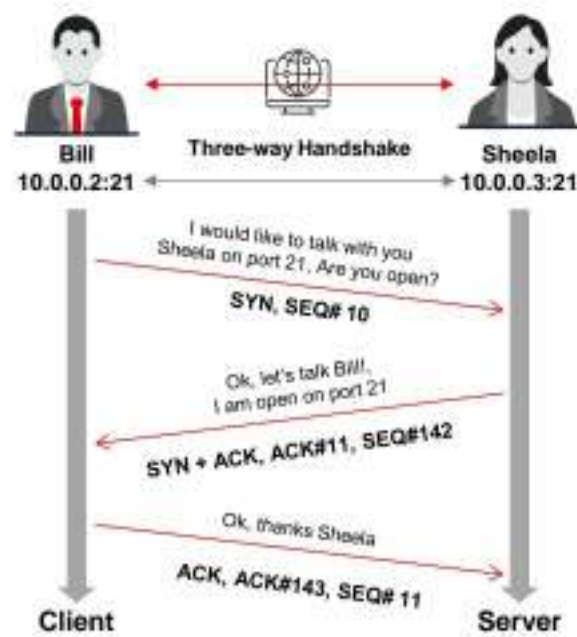 Bill
10.0.0.2:21
Three-way Handshake
Sheela
10.0.0.3:21
I would like to talk with you
Sheela on port 21, Are you open?
SYN, SEQ# 10
Ok, let's talk Bill!,
I am open on port 21
SYN + ACK, ACK#11, SEQ#142
Ok, thanks Sheela
ACK, ACK#143, SEQ# 11
Client
Server